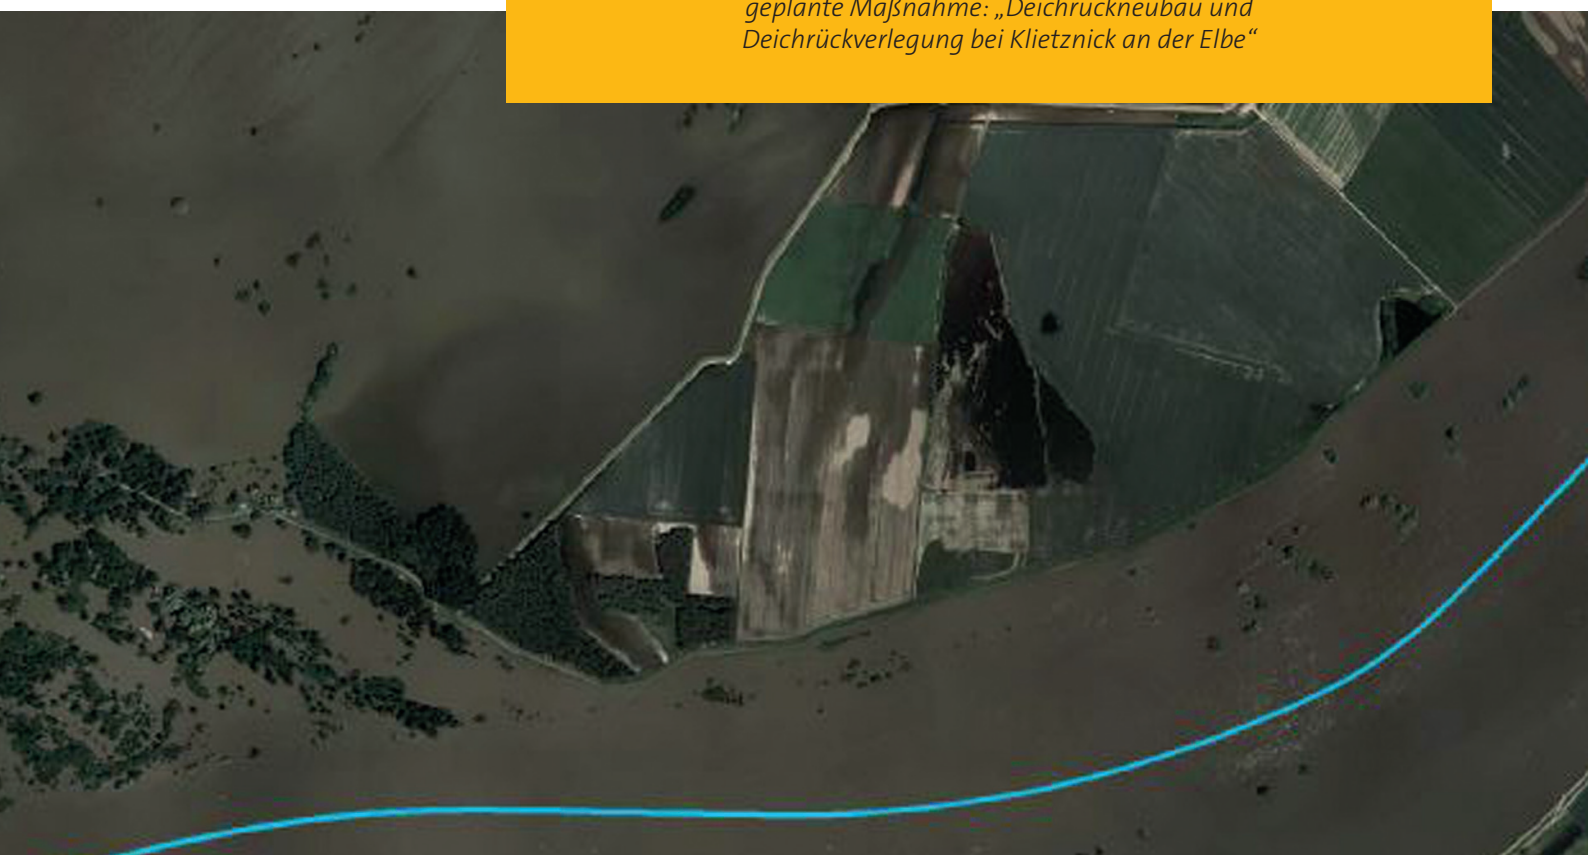 geplante Maßnahme: „Deichrückneubau und
Deichrückverlegung bei Klietznick an der Elbe“